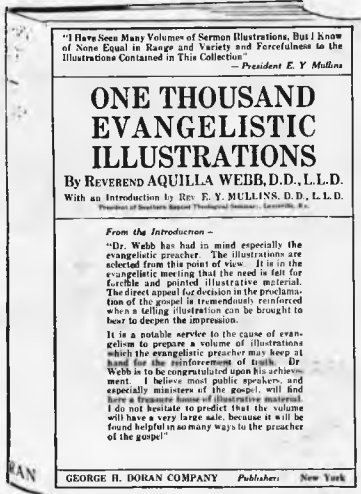 "I Have Seen Many Volumes of Sermon Illustrations, But I Know
of None Equal in Range and Variety and Forcefulness to the
Illustrations Contained in This Collection"
— President E. Y Mullins
ONE THOUSAND
EVANGELISTIC
ILLUSTRATIONS
By REVEREND AQUILLA WEBB, D.D., L.L.D.
With an Introduction by REV E. Y. MULLINS, D. D., L. L. D.
President of Southern Baptist Theological Seminary, Louisville, Ky.
From the Introduction —
"Dr. Webb has had in mind especially the
evangelistic preacher. The illustrations are
selected from this point of view. It is in the
evangelistic meeting that the need is felt for
forcible and pointed illustrative material.
The direct appeal for decision in the proclama-
tion of the gospel is tremendously reinforced
when a telling illustration can be brought to
bear to deepen the impression.
It is a notable service to the cause of evan-
gelism to prepare a volume of illustrations
which the evangelistic preacher may keep at
hand for the reinforcement of truth. Dr
Webb is to be congratulated upon his achieve-
ment. I believe most public speakers, and
especially ministers of the gospel, will find
here a treasure house of illustrative material.
I do not hesitate to predict that the volume
will have a very large sale, because it will be
found helpful in so many ways to the preacher
of the gospel"
GEORGE H. DORAN COMPANY Publishers New York
RAN